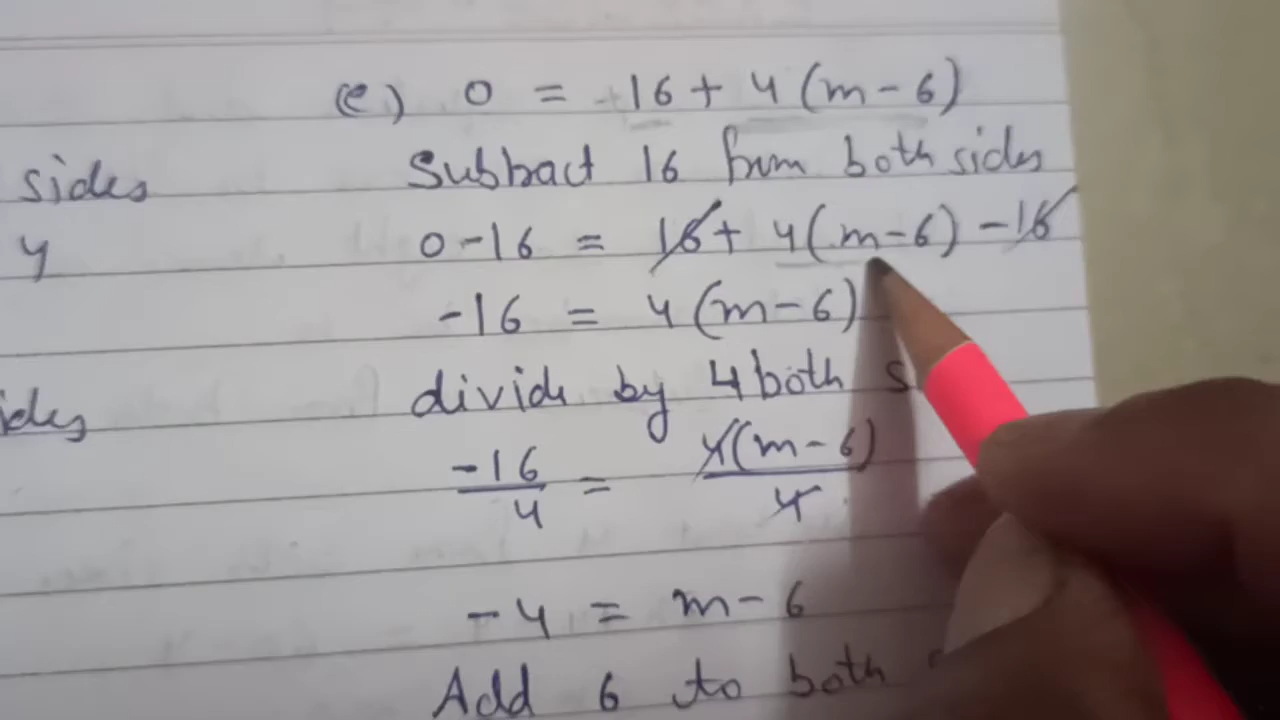 (e) 0 = 16 + 4(m-6)
sides
Subtract 16 from both sides
y
0-16 = 16 + 4(m-6) -16
-16 = 4(m-6)
ides
divide by 4 both s
-16/4 = 4(m-6)/4
-4 = m-6
Add 6 to both